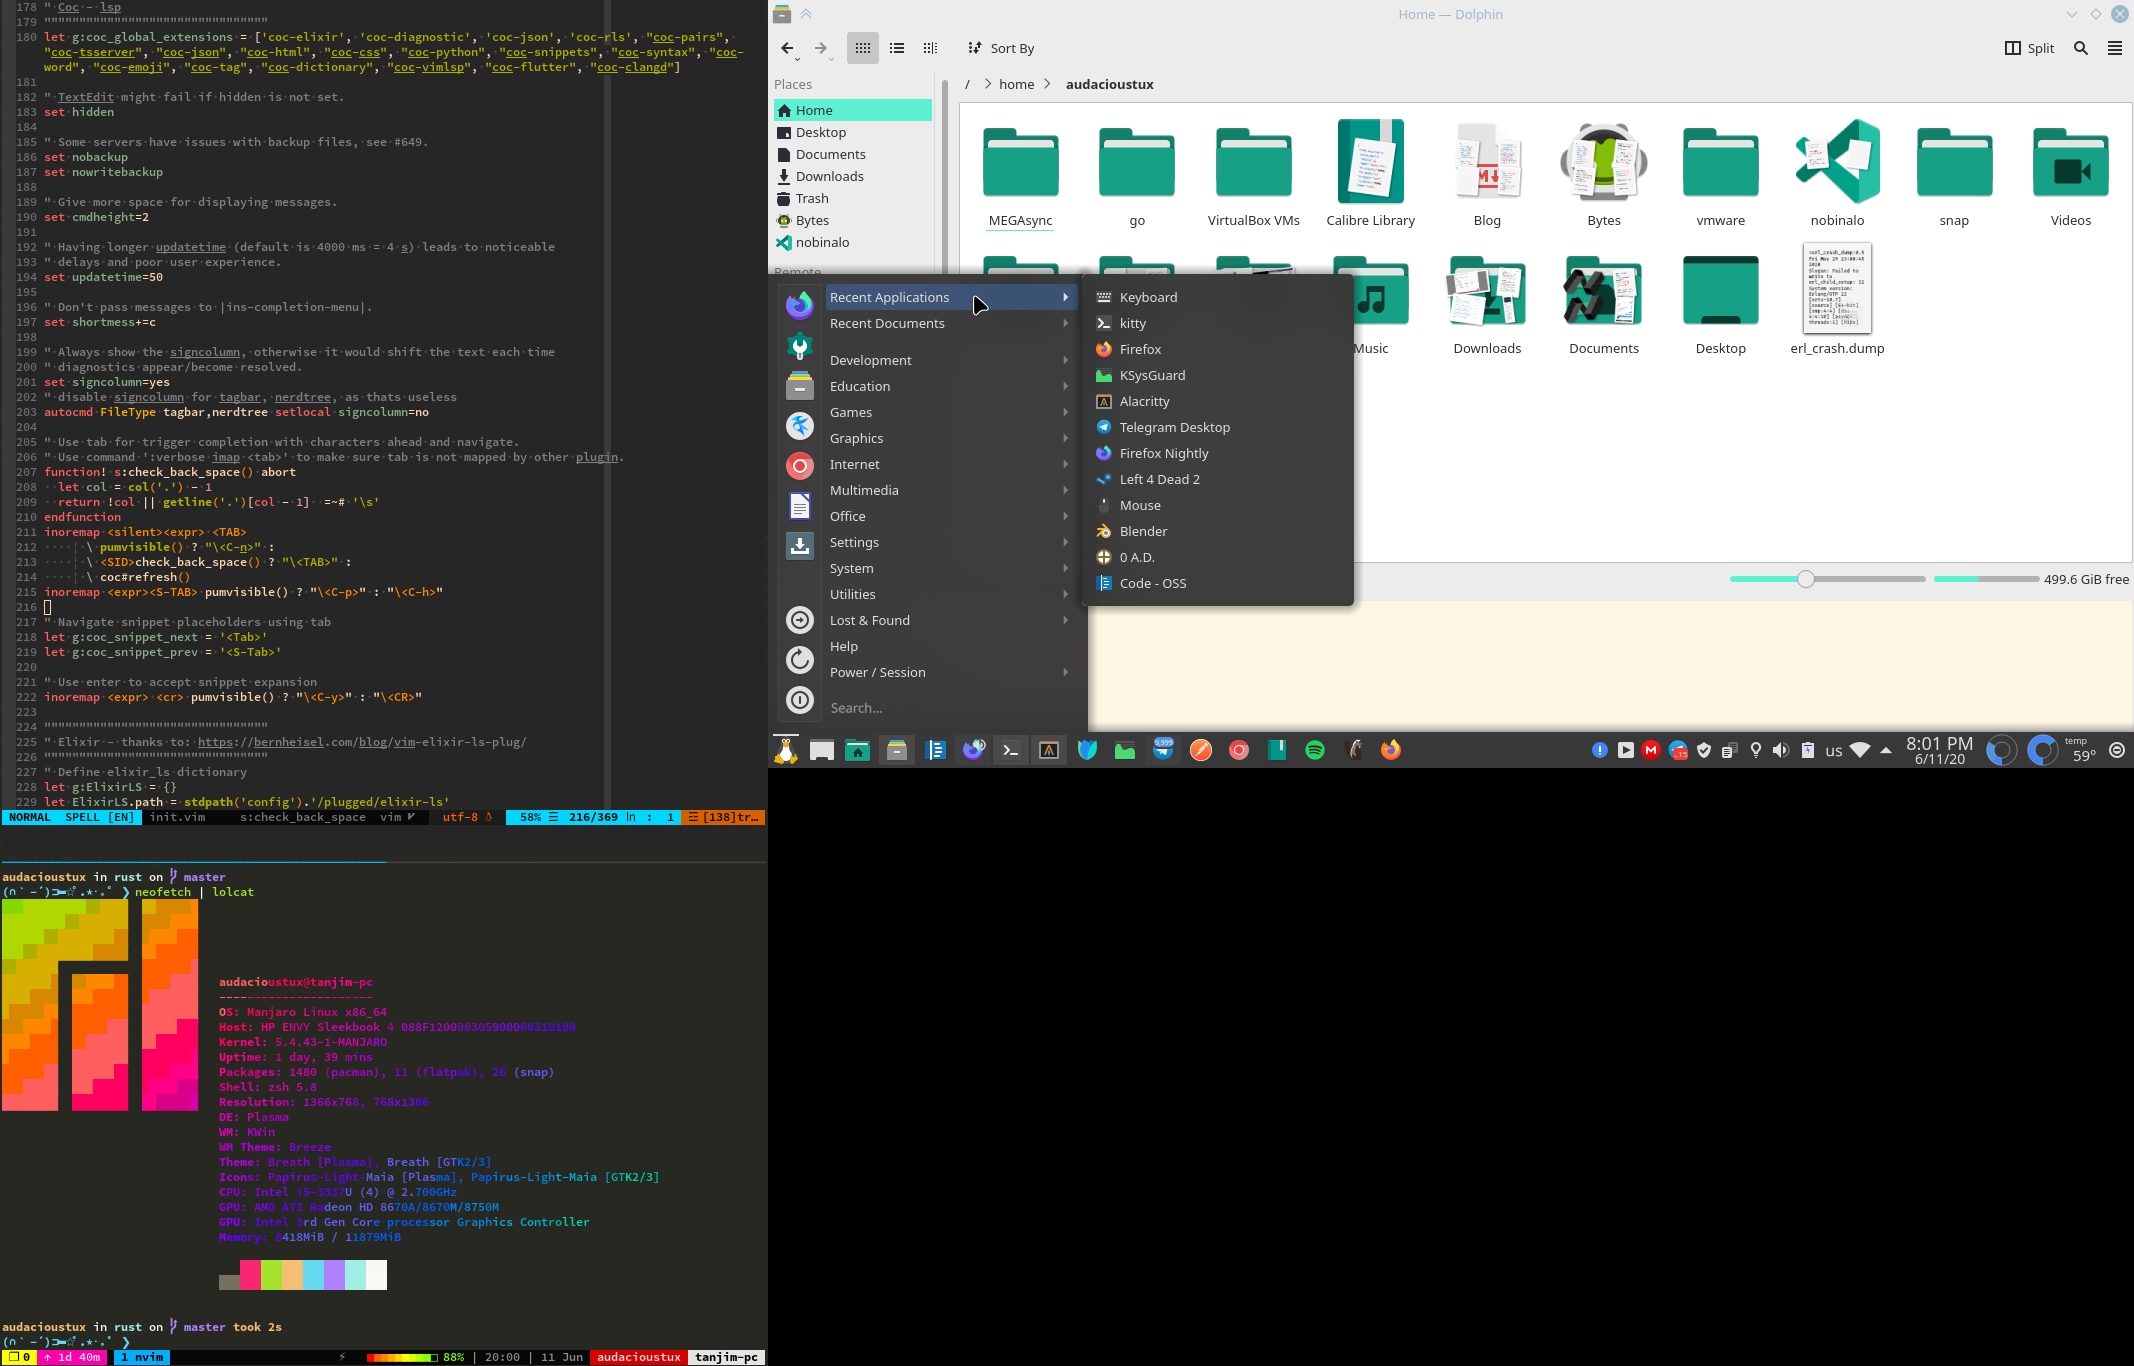 178 " Coc - lsp
179 """"""""""""""""""""""""""""""""
180 let g:coc_global_extensions = ['coc-elixir', 'coc-diagnostic', 'coc-json', 'coc-rls', "coc-pairs",
"coc-tsserver", "coc-json", "coc-html", "coc-css", "coc-python", "coc-snippets", "coc-syntax", "coc-
word", "coc-emoji", "coc-tag", "coc-dictionary", "coc-vimlsp", "coc-flutter", "coc-clangd"]
181
182 " TextEdit might fail if hidden is not set.
183 set hidden
184
185 " Some servers have issues with backup files, see #649.
186 set nobackup
187 set nowritebackup
188
189 " Give more space for displaying messages.
190 set cmdheight=2
191
192 " Having longer updatetime (default is 4000 ms = 4 s) leads to noticeable
193 " delays and poor user experience.
194 set updatetime=50
195
196 " Don't pass messages to |ins-completion-menu|.
197 set shortmess+=c
198
199 " Always show the signcolumn, otherwise it would shift the text each time
200 " diagnostics appear/become resolved.
201 set signcolumn=yes
202 " disable signcolumn for tagbar, nerdtree, as thats useless
203 autocmd FileType tagbar,nerdtree setlocal signcolumn=no
204
205 " Use tab for trigger completion with characters ahead and navigate.
206 " Use command ':verbose imap <tab>' to make sure tab is not mapped by other plugin.
207 function! s:check_back_space() abort
208 let col = col('.') - 1
209 return !col || getline('.')[col - 1] =~# '\s'
210 endfunction
211 inoremap <silent><expr> <TAB>
212 \ pumvisible() ? "\<C-n>" :
213 \ <SID>check_back_space() ? "\<TAB>" :
214 \ coc#refresh()
215 inoremap <expr><S-TAB> pumvisible() ? "\<C-p>" : "\<C-h>"
216
217 " Navigate snippet placeholders using tab
218 let g:coc_snippet_next = '<Tab>'
219 let g:coc_snippet_prev = '<S-Tab>'
220
221 " Use enter to accept snippet expansion
222 inoremap <expr> <cr> pumvisible() ? "\<C-y>" : "\<CR>"
223
224 """"""""""""""""""""""""""""""""
225 " Elixir - thanks to: https://bernheisel.com/blog/vim-elixir-ls-plug/
226 """"""""""""""""""""""""""""""""
227 " Define elixir_ls dictionary
228 let g:ElixirLS = {}
229 let ElixirLS.path = stdpath('config').'/plugged/elixir-ls'
NORMAL SPELL [EN] init.vim s:check_back_space vim utf-8 58% ☰ 216/369 ln : 1 ☲ [138]tr…
audacioustux in rust on master
neofetch | lolcat
audacioustux@tanjim-pc
----------------------
OS: Manjaro Linux x86_64
Host: HP ENVY Sleekbook 4 088F120000305900000310100
Kernel: 5.4.43-1-MANJARO
Uptime: 1 day, 39 mins
Packages: 1480 (pacman), 11 (flatpak), 26 (snap)
Shell: zsh 5.8
Resolution: 1366x768, 768x1366
DE: Plasma
WM: KWin
WM Theme: Breeze
Theme: Breath [Plasma], Breath [GTK2/3]
Icons: Papirus-Light-Maia [Plasma], Papirus-Light-Maia [GTK2/3]
CPU: Intel i5-3337U (4) @ 2.700GHz
GPU: AMD ATI Radeon HD 8670A/8670M/8750M
GPU: Intel 3rd Gen Core processor Graphics Controller
Memory: 8418MiB / 11879MiB
audacioustux in rust on master took 2s
0 ↑ 1d 40m 1 nvim 88% | 20:00 | 11 Jun audacioustux tanjim-pc
Home — Dolphin
Sort By
Split
/ > home > audacioustux
Places
Home
Desktop
Documents
Downloads
Trash
Bytes
nobinalo
Remote
MEGAsync
go
VirtualBox VMs
Calibre Library
Blog
Bytes
vmware
nobinalo
snap
Videos
Music
Downloads
Documents
Desktop
erl_crash.dump
499.6 GiB free
Recent Applications
Recent Documents
Development
Education
Games
Graphics
Internet
Multimedia
Office
Settings
System
Utilities
Lost & Found
Help
Power / Session
Search...
Keyboard
kitty
Firefox
KSysGuard
Alacritty
Telegram Desktop
Firefox Nightly
Left 4 Dead 2
Mouse
Blender
0 A.D.
Code - OSS
9,999
us
8:01 PM
6/11/20
temp
59°